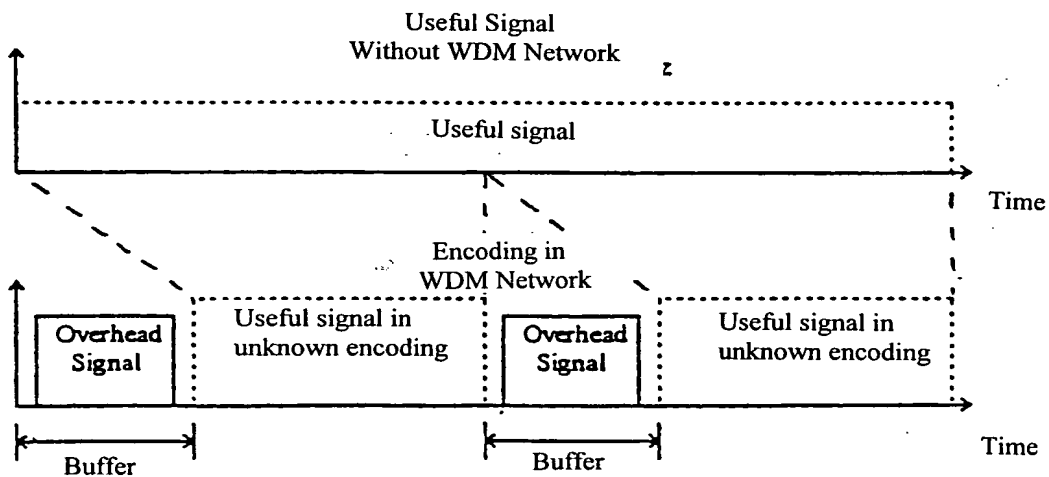 Useful Signal
Without WDM Network
z
Useful signal
Time
Encoding in
WDM Network
Overhead
Signal
Useful signal in
unknown encoding
Overhead
Signal
Useful signal in
unknown encoding
Time
Buffer
Buffer